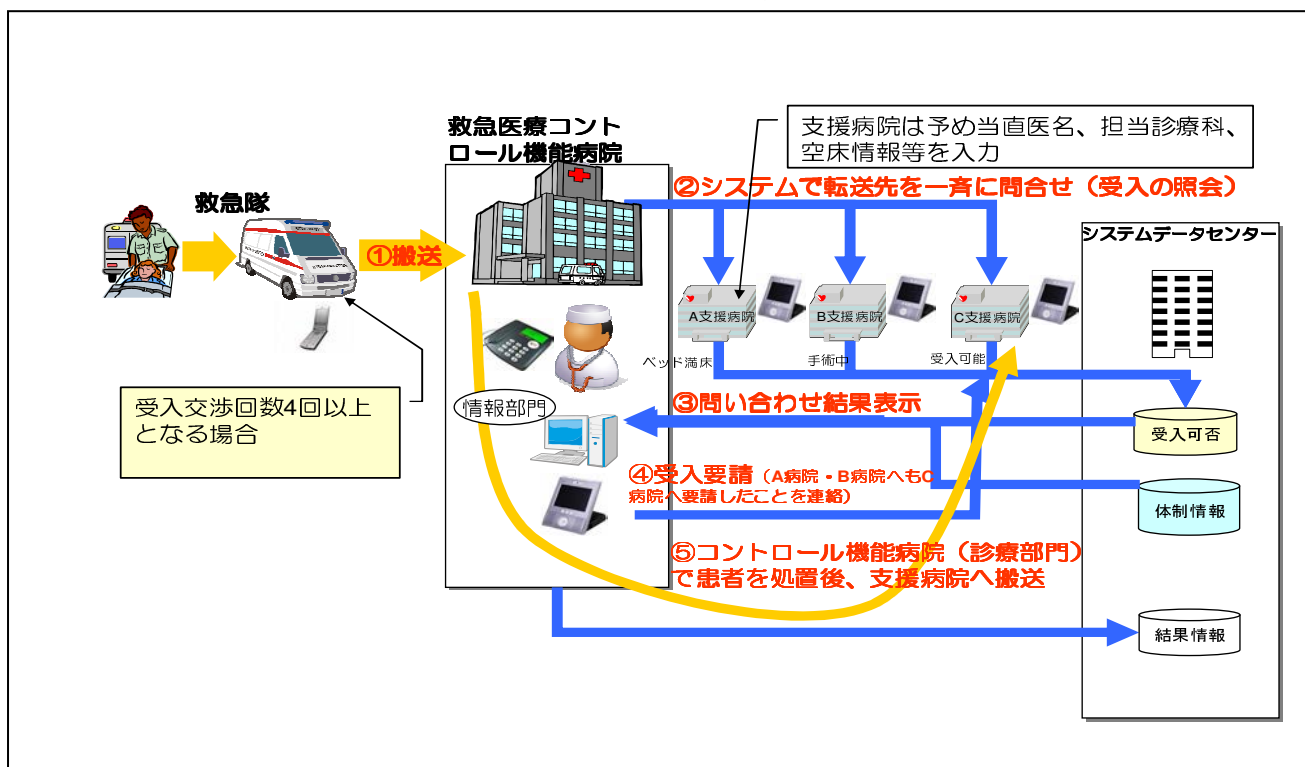 救急医療コント
ロール機能病院
支援病院は予め当直医名、担当診療科、
空床情報等を入力
②システムで転送先を一斉に問合せ（受入の照会）
救急隊
①搬送
システムデータセンター
A支援病院
B支援病院
C支援病院
ベッド満床
手術中
受入可能
受入交渉回数4回以上
となる場合
情報部門
③問い合わせ結果表示
受入可否
④受入要請（A病院・B病院へもC
病院へ要請したことを連絡）
体制情報
⑤コントロール機能病院（診療部門）
で患者を処置後、支援病院へ搬送
結果情報